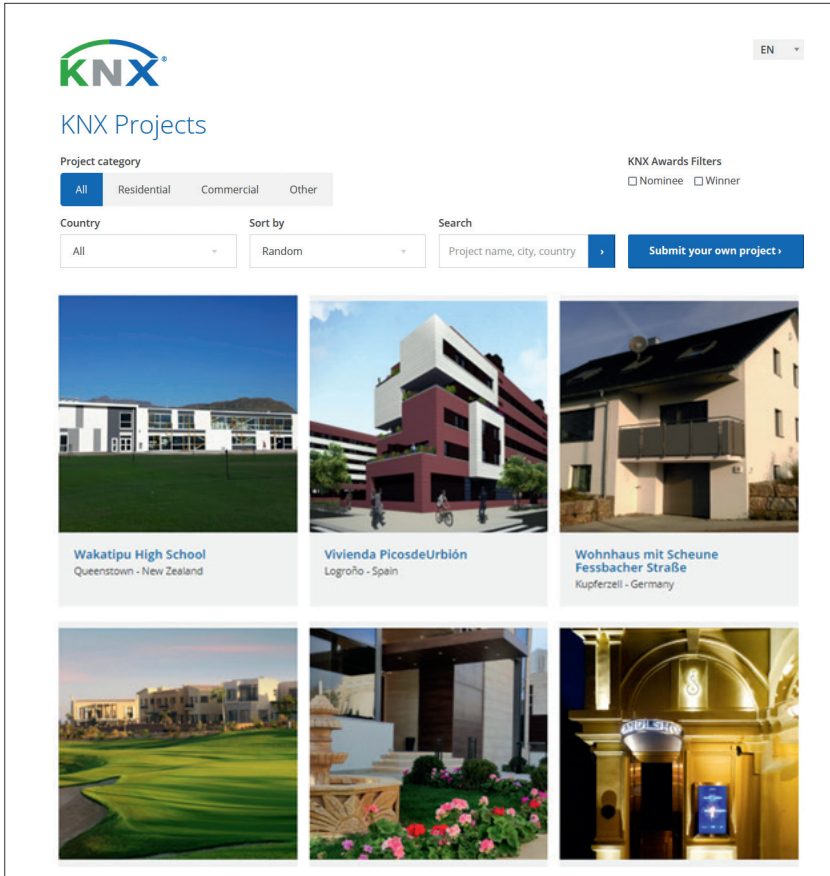 KNX®
EN
KNX Projects
Project category
All Residential Commercial Other
KNX Awards Filters
Nominee Winner
Country
Sort by
Search
All
Random
Project name, city, country
›
Submit your own project ›
Wakatipu High School
Queenstown - New Zealand
Vivienda PicosdeUrbión
Logroño - Spain
Wohnhaus mit Scheune
Fessbacher Straße
Kupferzell - Germany